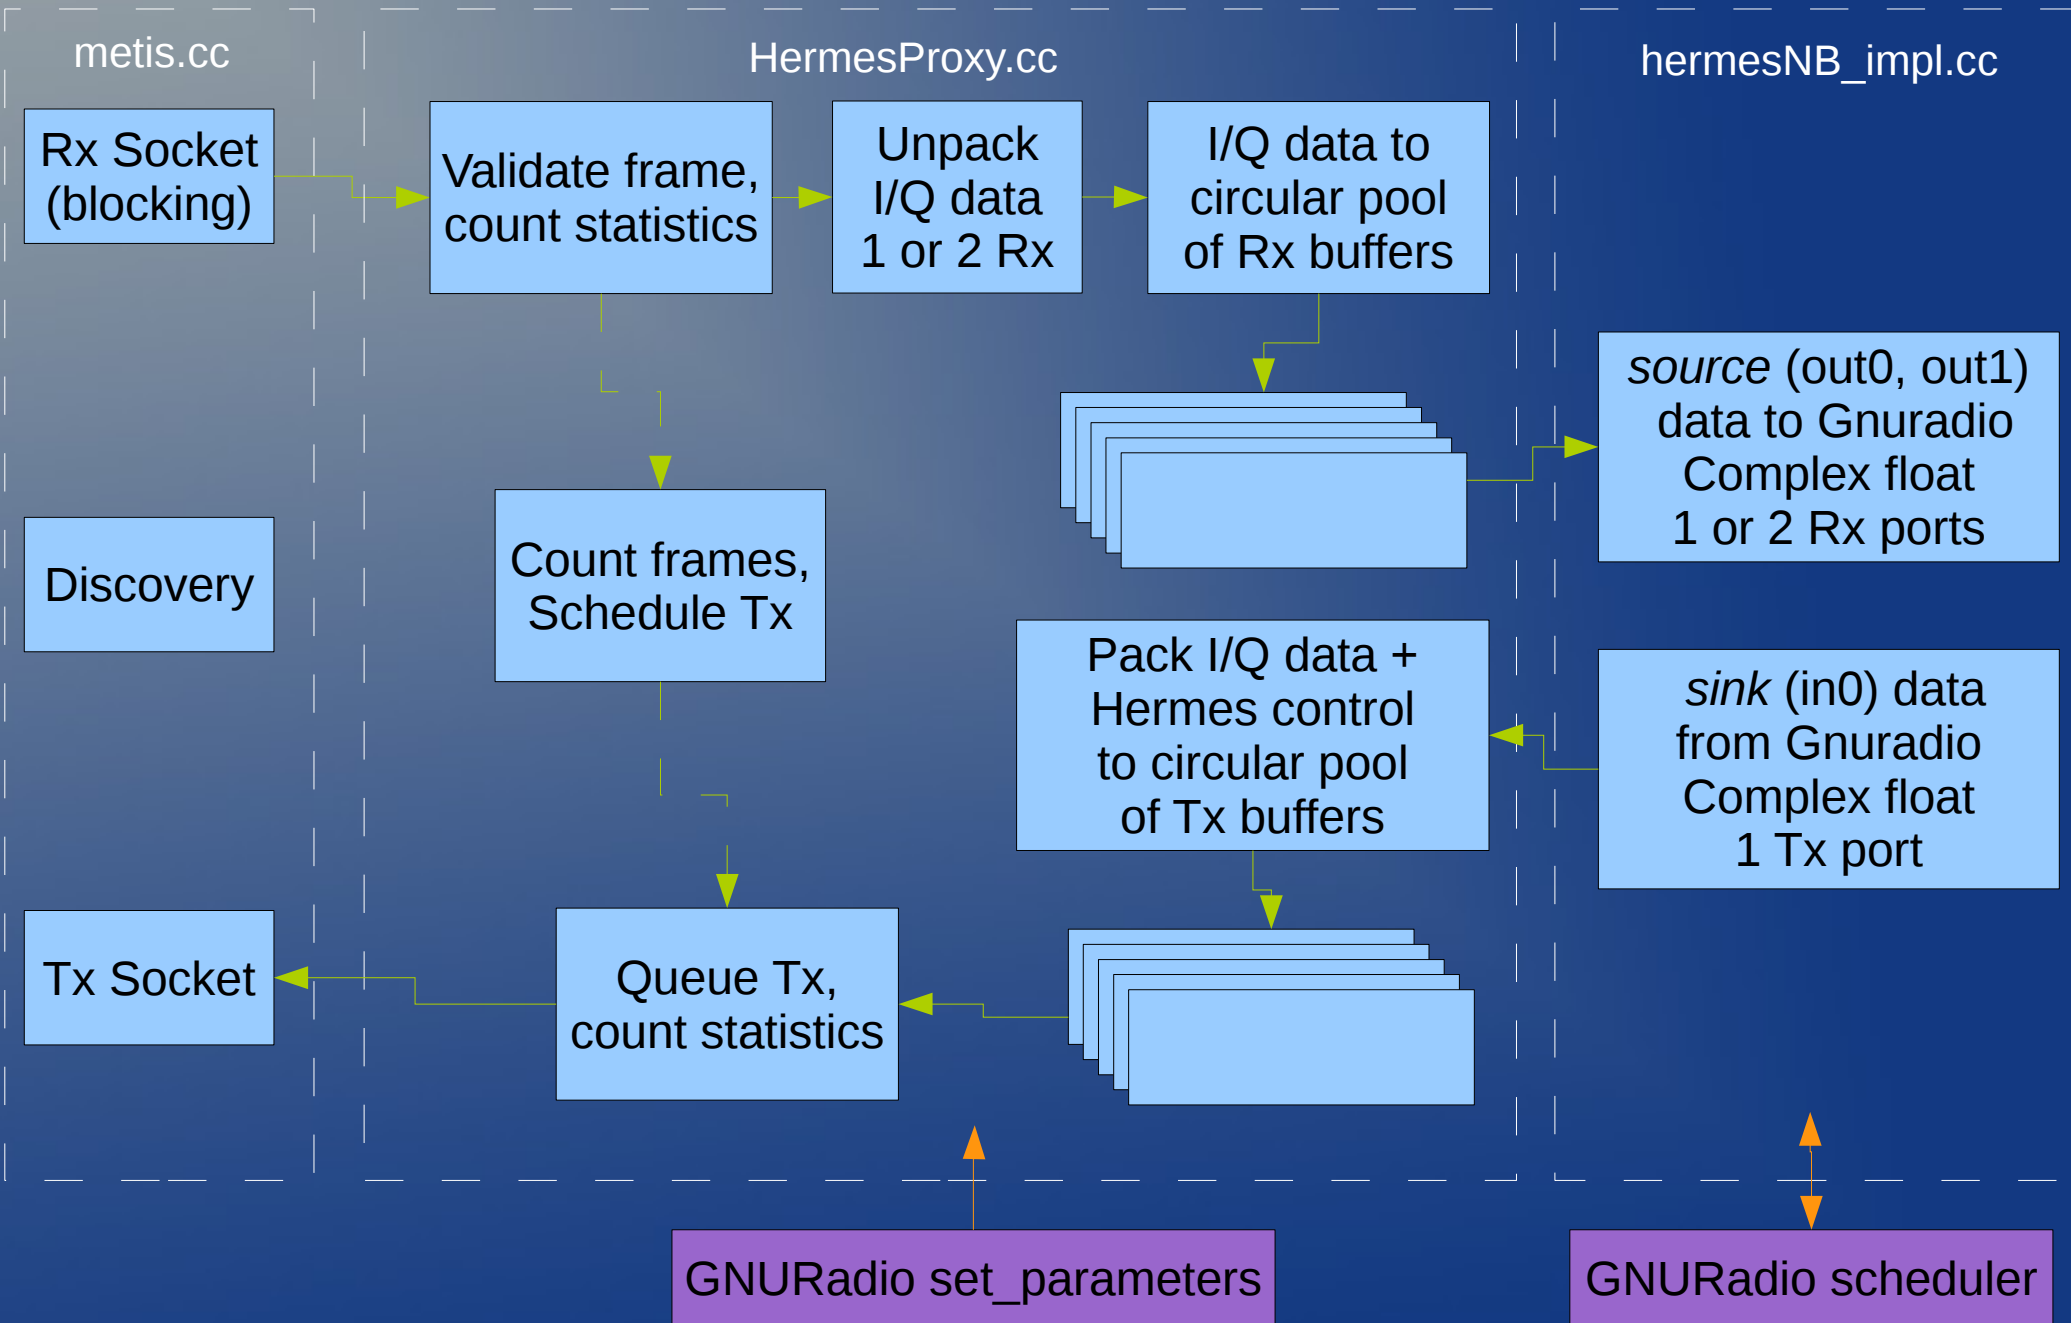 metis.cc
HermesProxy.cc
hermesNB_impl.cc
Rx Socket
(blocking)
Validate frame,
count statistics
Unpack
I/Q data
1 or 2 Rx
I/Q data to
circular pool
of Rx buffers
source (out0, out1)
data to Gnuradio
Complex float
1 or 2 Rx ports
Discovery
Count frames,
Schedule Tx
Pack I/Q data +
Hermes control
to circular pool
of Tx buffers
sink (in0) data
from Gnuradio
Complex float
1 Tx port
Tx Socket
Queue Tx,
count statistics
GNURadio set_parameters
GNURadio scheduler